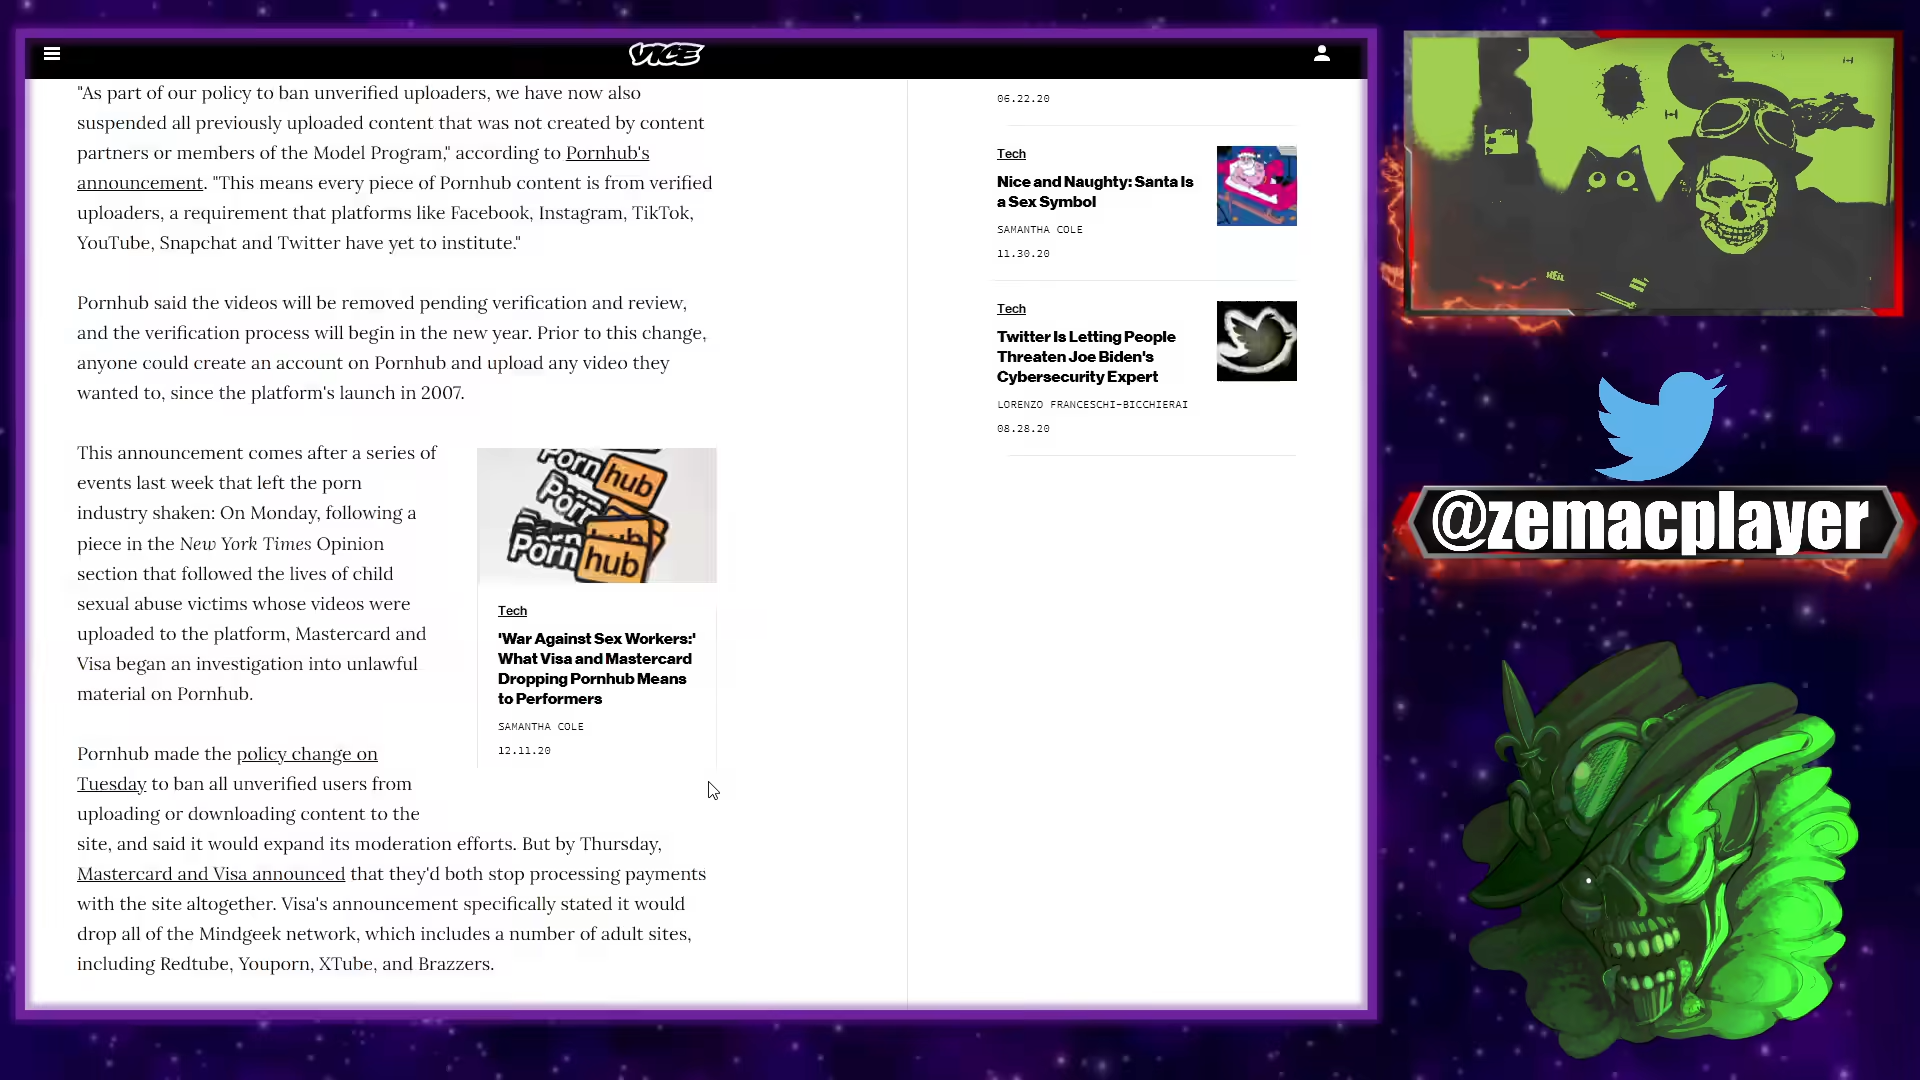 VICE
"As part of our policy to ban unverified uploaders, we have now also
suspended all previously uploaded content that was not created by content
partners or members of the Model Program," according to Pornhub's
announcement. "This means every piece of Pornhub content is from verified
uploaders, a requirement that platforms like Facebook, Instagram, TikTok,
YouTube, Snapchat and Twitter have yet to institute."
Pornhub said the videos will be removed pending verification and review,
and the verification process will begin in the new year. Prior to this change,
anyone could create an account on Pornhub and upload any video they
wanted to, since the platform's launch in 2007.
This announcement comes after a series of
events last week that left the porn
industry shaken: On Monday, following a
piece in the New York Times Opinion
section that followed the lives of child
sexual abuse victims whose videos were
uploaded to the platform, Mastercard and
Visa began an investigation into unlawful
material on Pornhub.
Pornhub made the policy change on
Tuesday to ban all unverified users from
uploading or downloading content to the
site, and said it would expand its moderation efforts. But by Thursday,
Mastercard and Visa announced that they'd both stop processing payments
with the site altogether. Visa's announcement specifically stated it would
drop all of the Mindgeek network, which includes a number of adult sites,
including Redtube, Youporn, XTube, and Brazzers.
Porn hub
Porn
hub
Porn hub
Tech
'War Against Sex Workers:'
What Visa and Mastercard
Dropping Pornhub Means
to Performers
SAMANTHA COLE
12.11.20
06.22.20
Tech
Nice and Naughty: Santa Is
a Sex Symbol
SAMANTHA COLE
11.30.20
Tech
Twitter Is Letting People
Threaten Joe Biden's
Cybersecurity Expert
LORENZO FRANCESCHI-BICCHIERAI
08.28.20
@zemacplayer